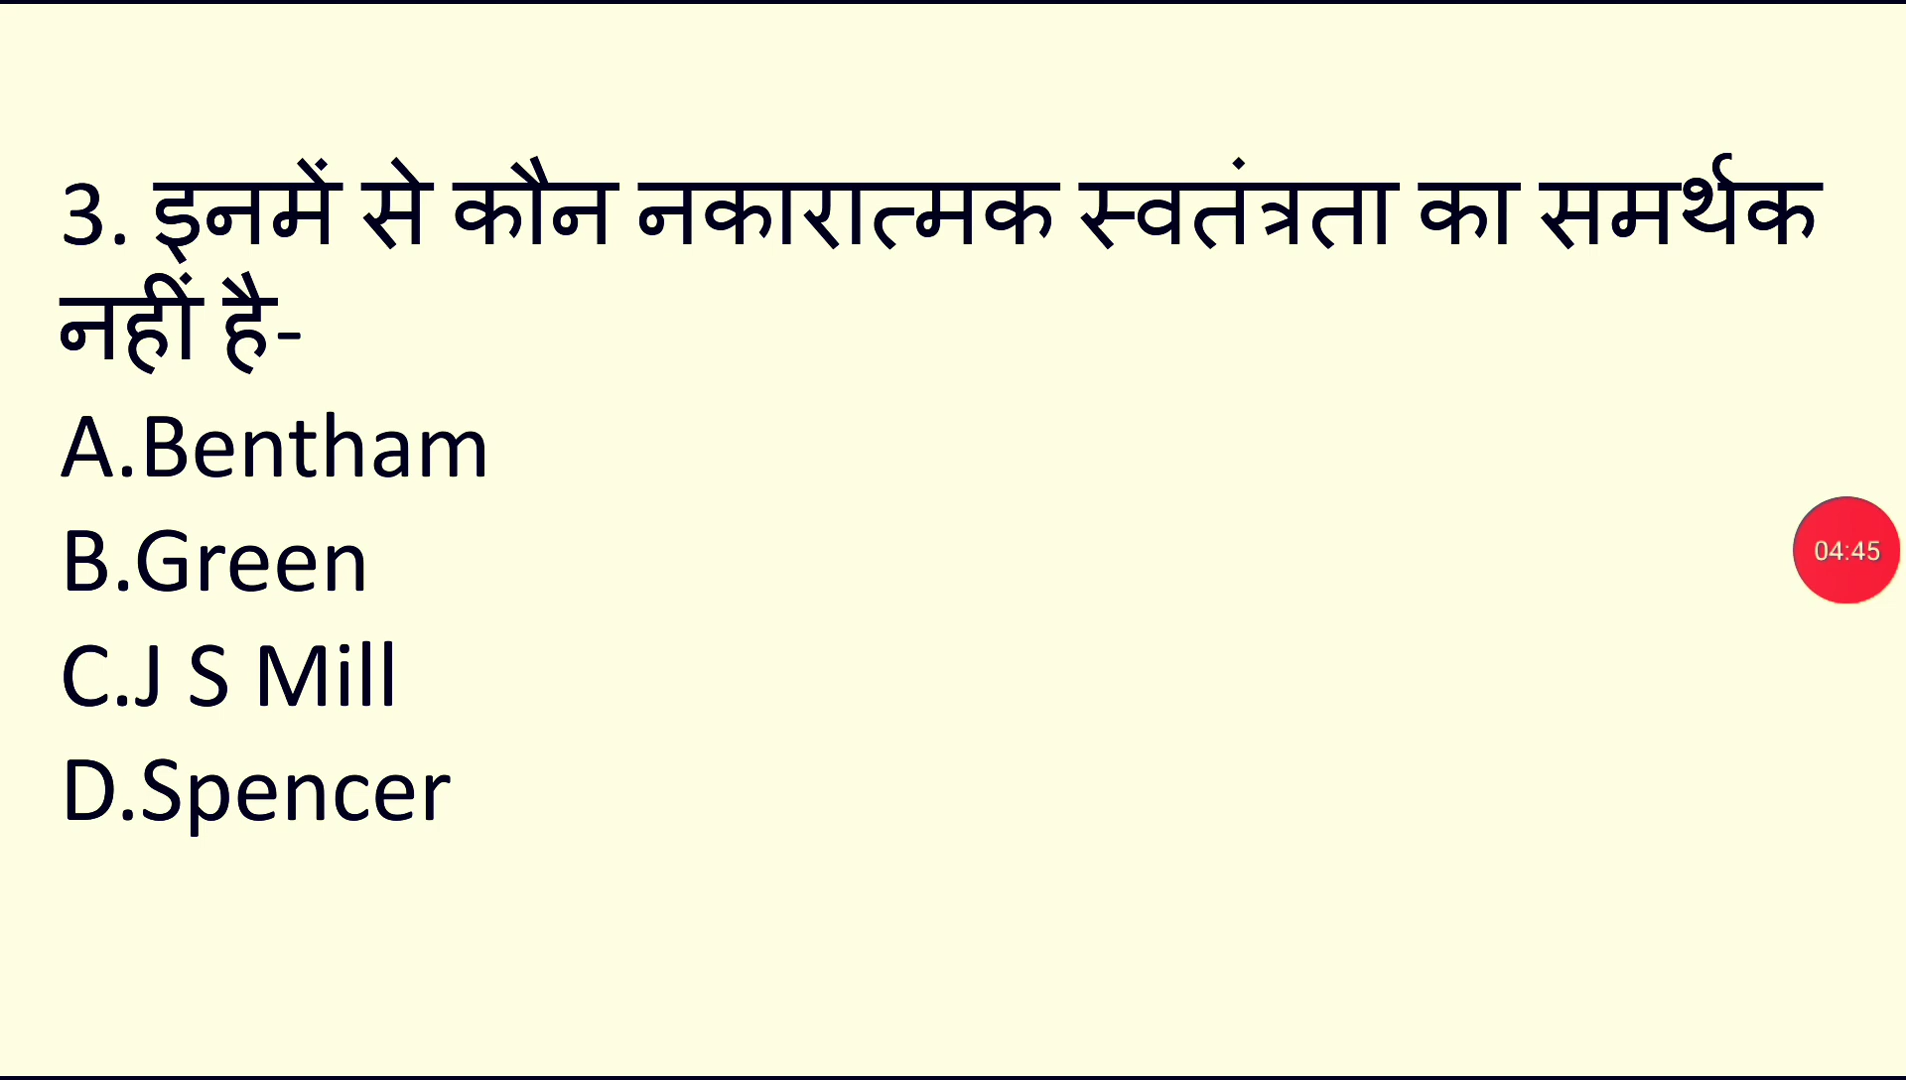 3. इनमें से कौन नकारात्मक स्वतंत्रता का समर्थक
नहीं है-
A.Bentham
B.Green
C.J S Mill
D.Spencer
04:45